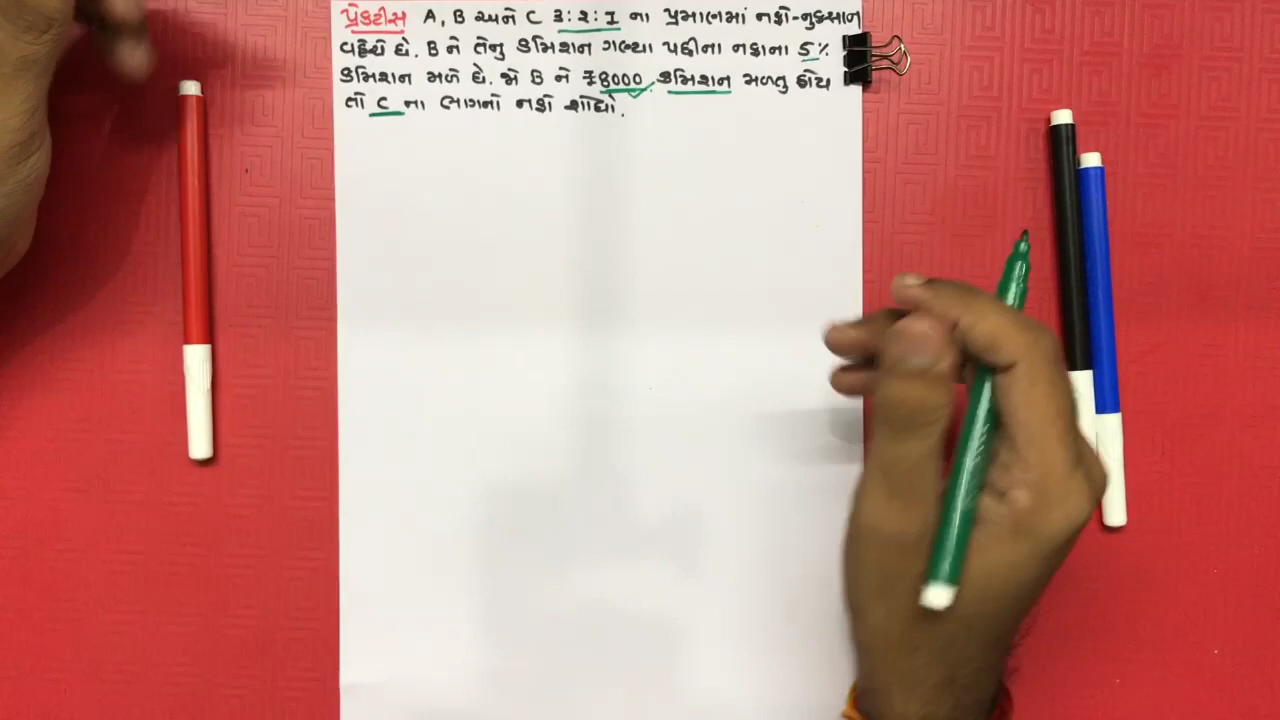 પ્રેકટીસ A, B અને C 3:2:1 ના પ્રમાણમાં નફો-નુકસાન
વહેંચે છે. B ને તેનુ કમિશન ગણ્યા પછીના નફાના 5%
કમિશન મળે છે. જો B ને ₹8000 કમિશન મળતુ હોય
તો C ના ભાગનો નફો શોધો.